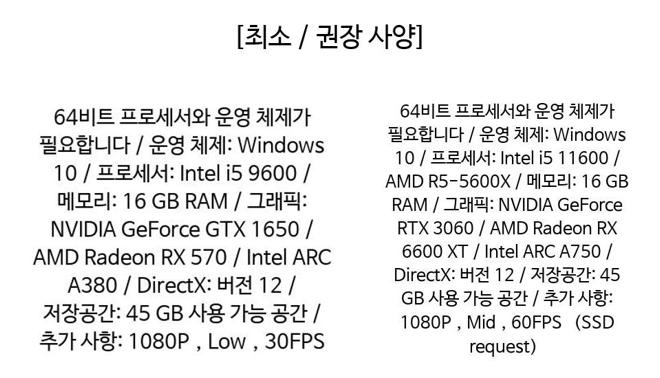 [최소 / 권장 사양]
64비트 프로세서와 운영 체제가
필요합니다 / 운영 체제: Windows
10 / 프로세서: Intel i5 9600 /
메모리: 16 GB RAM / 그래픽:
NVIDIA GeForce GTX 1650 /
AMD Radeon RX 570 / Intel ARC
A380 / DirectX: 버전 12 /
저장공간: 45 GB 사용 가능 공간 /
추가 사항: 1080P , Low , 30FPS
64비트 프로세서와 운영 체제가
필요합니다 / 운영 체제: Windows
10 / 프로세서: Intel i5 11600 /
AMD R5-5600X / 메모리: 16 GB
RAM / 그래픽: NVIDIA GeForce
RTX 3060 / AMD Radeon RX
6600 XT / Intel ARC A750 /
DirectX: 버전 12 / 저장공간: 45
GB 사용 가능 공간 / 추가 사항:
1080P , Mid , 60FPS (SSD
request)